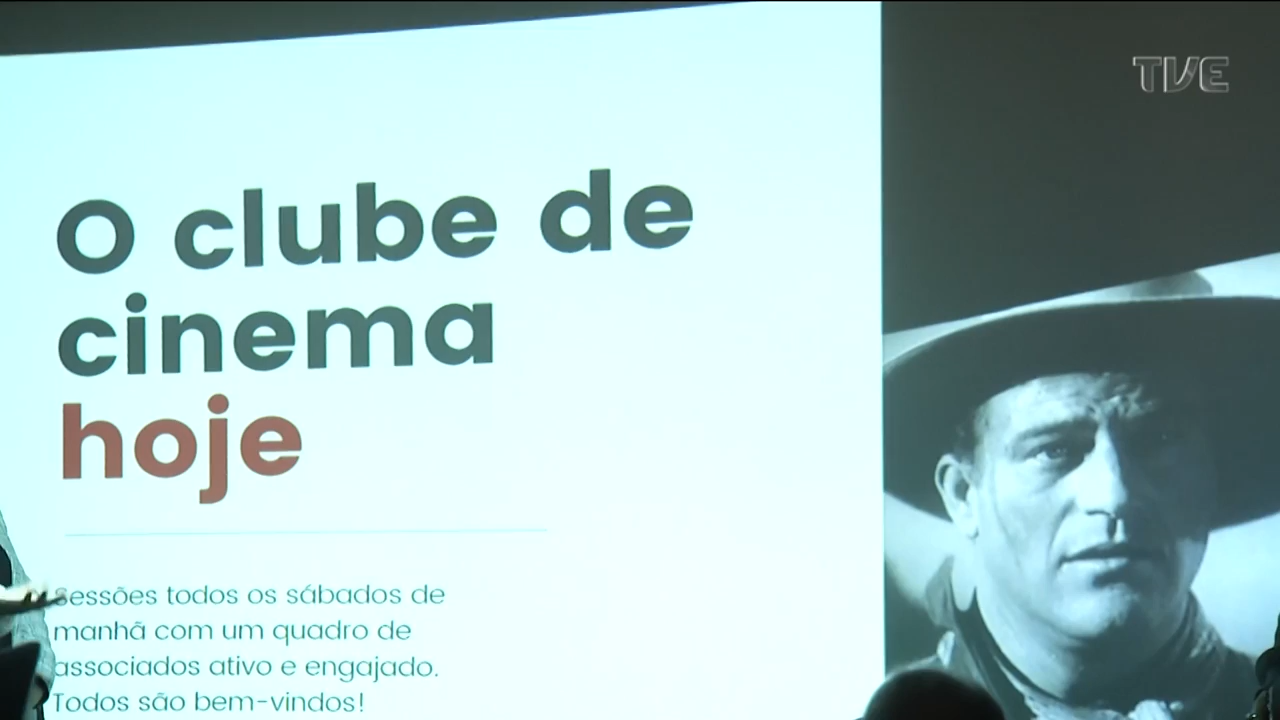 TVE
O clube de
cinema
hoje
Sessões todos os sábados de
manhã com um quadro de
associados ativo e engajado.
Todos são bem-vindos!